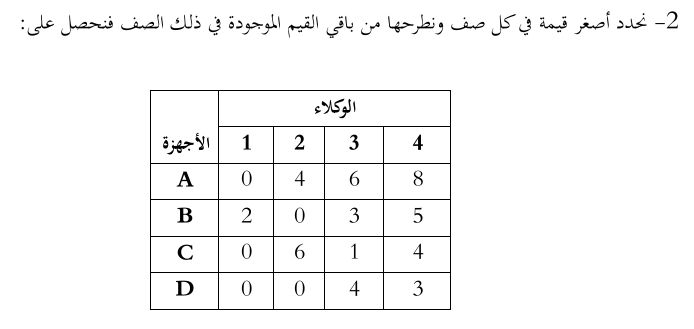 2- نحدد أصغر قيمة في كل صف ونطرحها من باقي القيم الموجودة في ذلك الصف فنحصل على:
الوكلاء
الأجهزة 1 2 3 4
A 0 4 6 8
B 2 0 3 5
C 0 6 1 4
D 0 0 4 3